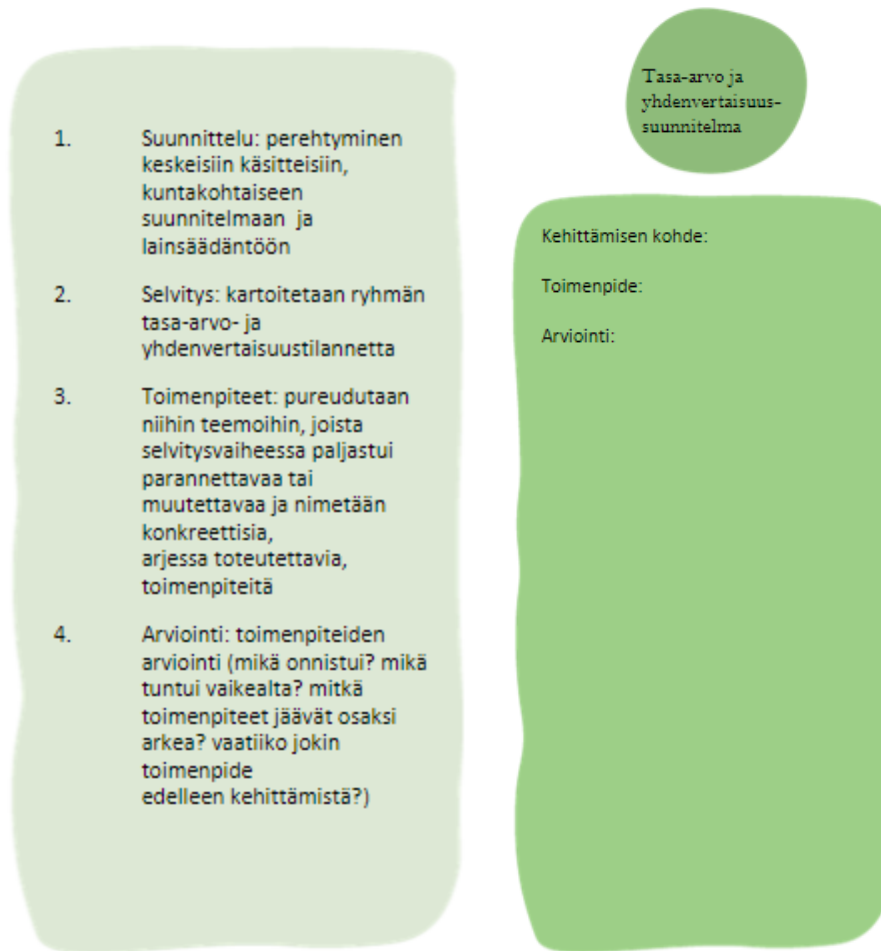 1. Suunnittelu: perehtyminen
keskeisiin käsitteisiin,
kuntakohtaiseen
suunnitelmaan ja
lainsäädäntöön
2. Selvitys: kartoitetaan ryhmän
tasa-arvo- ja
yhdenvertaisuustilannetta
3. Toimenpiteet: pureudutaan
niihin teemoihin, joista
selvitysvaiheessa paljastui
parannettavaa tai
muutettavaa ja nimetään
konkreettisia,
arjessa toteutettavia,
toimenpiteitä
4. Arviointi: toimenpiteiden
arviointi (mikä onnistui? mikä
tuntui vaikealta? mitkä
toimenpiteet jäävät osaksi
arkea? vaatiiko jokin
toimenpide
edelleen kehittämistä?)
Tasa-arvo ja
yhdenvertaisuus-
suunnitelma
Kehittämisen kohde:
Toimenpide:
Arviointi: